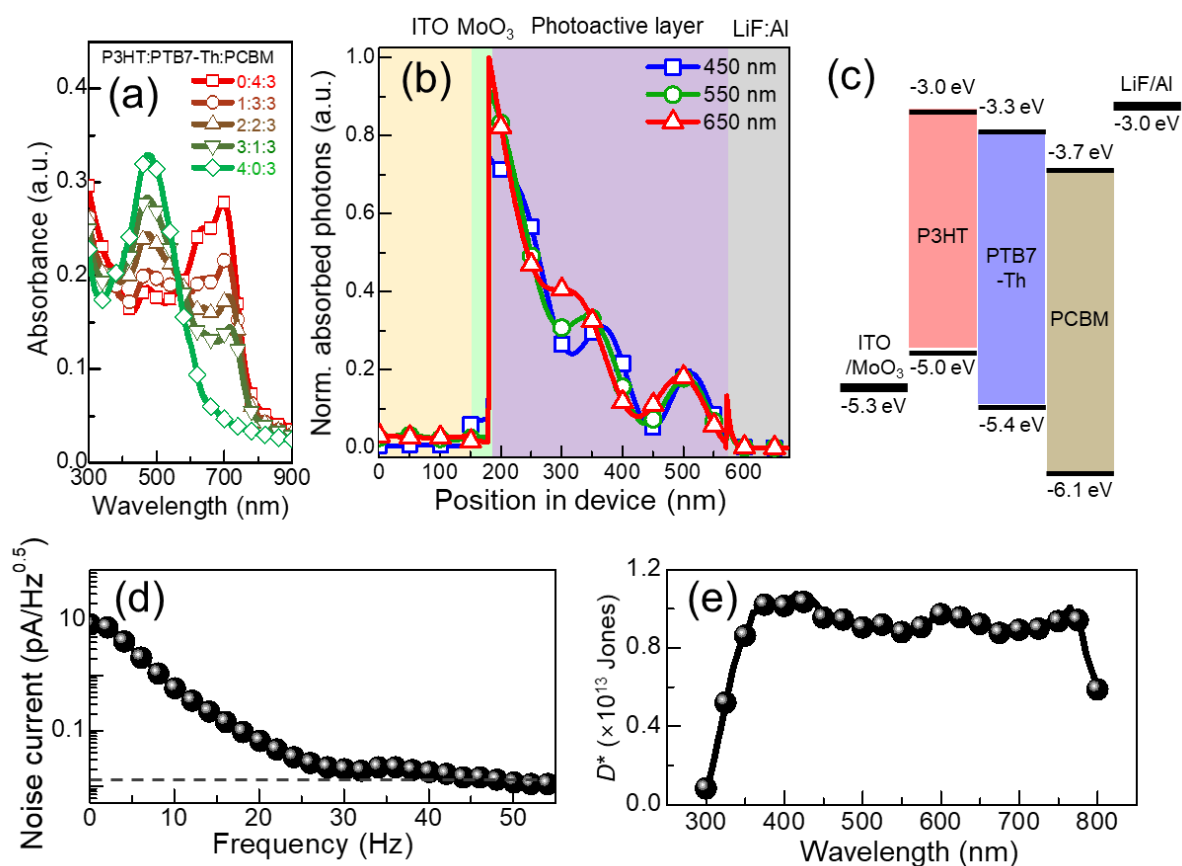 P3HT:PTB7-Th:PCBM
(a)
0:4:3
1:3:3
2:2:3
3:1:3
4:0:3
0.4
0.3
0.2
0.1
0.0
Absorbance (a.u.)
300 500 700 900
Wavelength (nm)
ITO MoO₃ Photoactive layer LiF:Al
(b)
450 nm
550 nm
650 nm
1.0
0.8
0.6
0.4
0.2
0.0
Norm. absorbed photons (a.u.)
0 100 200 300 400 500 600
Position in device (nm)
(c)
-3.0 eV
-3.3 eV
-3.7 eV
LiF/Al
-3.0 eV
P3HT
PTB7
-Th
PCBM
ITO
/MoO₃
-5.3 eV
-5.0 eV
-5.4 eV
-6.1 eV
(d)
10
0.1
Noise current (pA/Hz⁰·⁵)
0 10 20 30 40 50
Frequency (Hz)
(e)
1.2
0.9
0.6
0.3
0.0
D* (×10¹³ Jones)
300 400 500 600 700 800
Wavelength (nm)